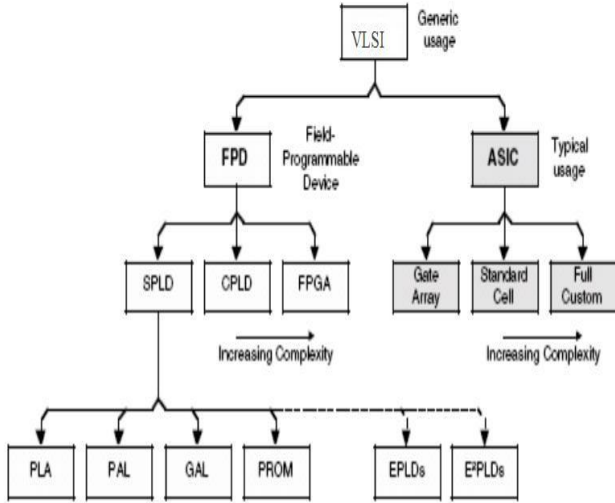 VLSI
Generic
usage
FPD
Field-
Programmable
Device
ASIC
Typical
usage
SPLD
CPLD
FPGA
Gate
Array
Standard
Cell
Full
Custom
Increasing Complexity
Increasing Complexity
PLA
PAL
GAL
PROM
EPLDs
E²PLDs